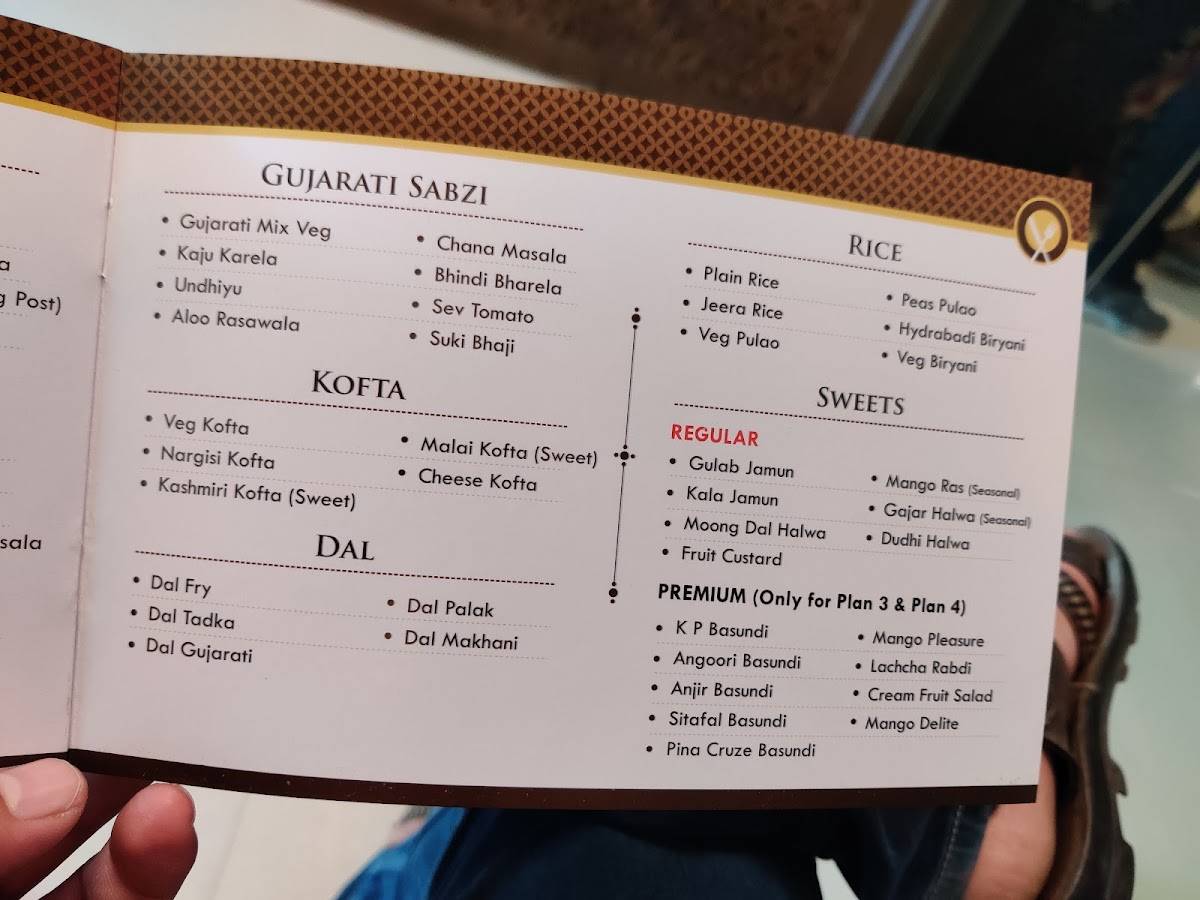 g Post)
sala
GUJARATI SABZI
• Gujarati Mix Veg
• Kaju Karela
• Undhiyu
• Aloo Rasawala
• Chana Masala
• Bhindi Bharela
• Sev Tomato
• Suki Bhaji
KOFTA
• Veg Kofta
• Nargisi Kofta
• Kashmiri Kofta (Sweet)
• Malai Kofta (Sweet)
• Cheese Kofta
DAL
• Dal Fry
• Dal Tadka
• Dal Gujarati
• Dal Palak
• Dal Makhani
RICE
• Plain Rice
• Jeera Rice
• Veg Pulao
• Peas Pulao
• Hydrabadi Biryani
• Veg Biryani
SWEETS
REGULAR
• Gulab Jamun
• Kala Jamun
• Moong Dal Halwa
• Fruit Custard
• Mango Ras (Seasonal)
• Gajar Halwa (Seasonal)
• Dudhi Halwa
PREMIUM (Only for Plan 3 & Plan 4)
• K P Basundi
• Angoori Basundi
• Anjir Basundi
• Sitafal Basundi
• Pina Cruze Basundi
• Mango Pleasure
• Lachcha Rabdi
• Cream Fruit Salad
• Mango Delite